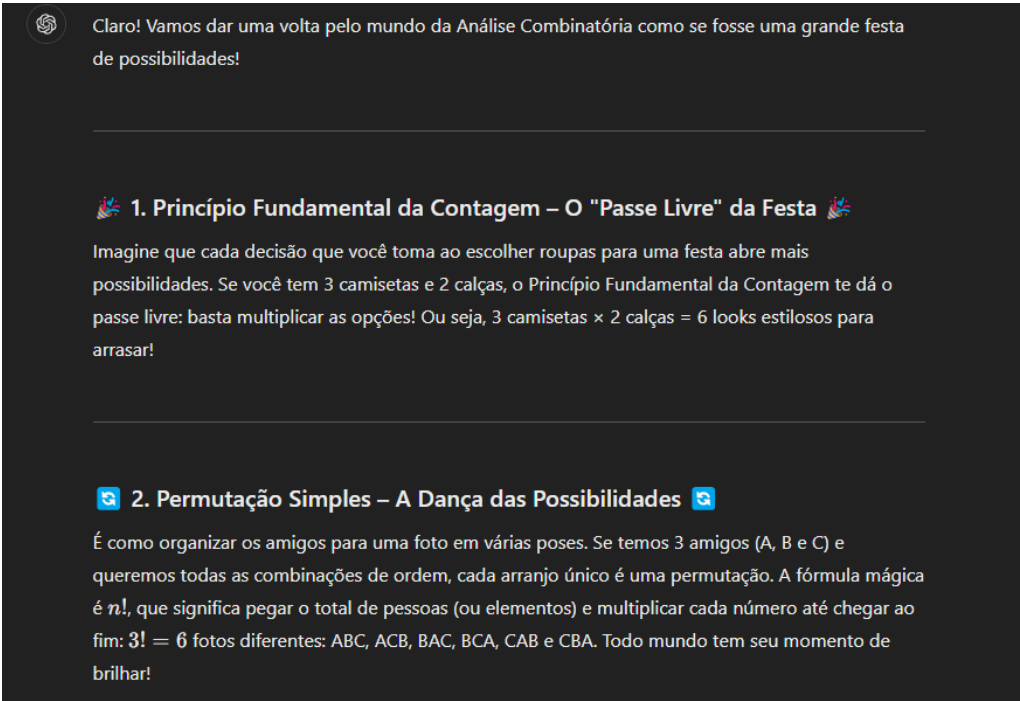 Claro! Vamos dar uma volta pelo mundo da Análise Combinatória como se fosse uma grande festa
de possibilidades!
🎉 1. Princípio Fundamental da Contagem – O "Passe Livre" da Festa 🎉
Imagine que cada decisão que você toma ao escolher roupas para uma festa abre mais
possibilidades. Se você tem 3 camisetas e 2 calças, o Princípio Fundamental da Contagem te dá o
passe livre: basta multiplicar as opções! Ou seja, 3 camisetas × 2 calças = 6 looks estilosos para
arrasar!
🔄 2. Permutação Simples – A Dança das Possibilidades 🔄
É como organizar os amigos para uma foto em várias poses. Se temos 3 amigos (A, B e C) e
queremos todas as combinações de ordem, cada arranjo único é uma permutação. A fórmula mágica
é n!, que significa pegar o total de pessoas (ou elementos) e multiplicar cada número até chegar ao
fim: 3! = 6 fotos diferentes: ABC, ACB, BAC, BCA, CAB e CBA. Todo mundo tem seu momento de
brilhar!